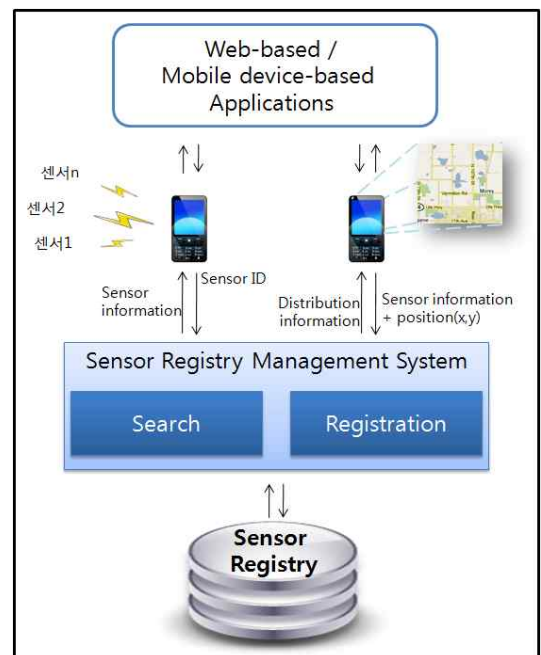 Web-based /
Mobile device-based
Applications
센서n
센서2
센서1
Sensor
information
Sensor ID
Distribution
information
Sensor information
+ position(x,y)
Sensor Registry Management System
Search
Registration
Sensor
Registry